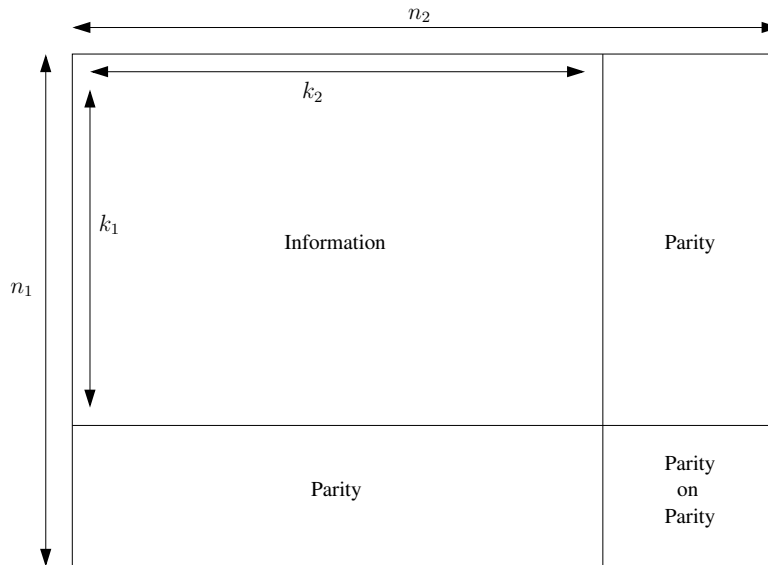 n₂
k₂
k₁
Information
Parity
n₁
Parity
Parity
on
Parity